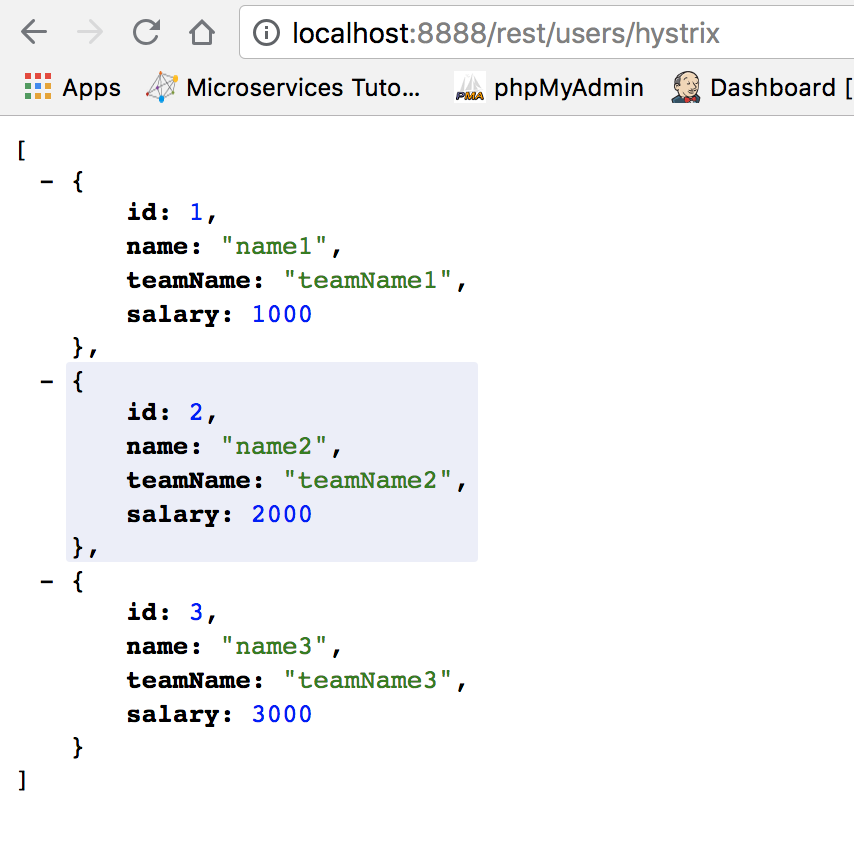 localhost:8888/rest/users/hystrix
Apps Microservices Tuto... PMA phpMyAdmin Dashboard [
[
- {
id: 1,
name: "name1",
teamName: "teamName1",
salary: 1000
},
- {
id: 2,
name: "name2",
teamName: "teamName2",
salary: 2000
},
- {
id: 3,
name: "name3",
teamName: "teamName3",
salary: 3000
}
]